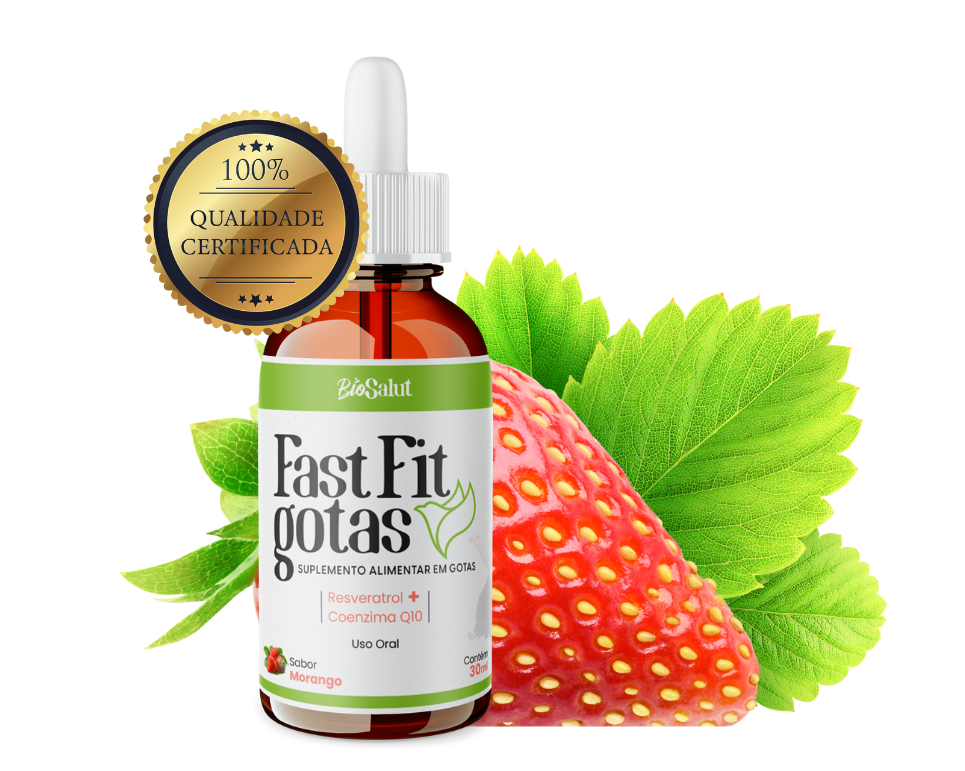 100%
QUALIDADE
CERTIFICADA
BioSalut
Fast Fit
gotas
SUPLEMENTO ALIMENTAR EM GOTAS
Resveratrol +
Coenzima Q10
Uso Oral
Sabor
Morango
Contém
30ml